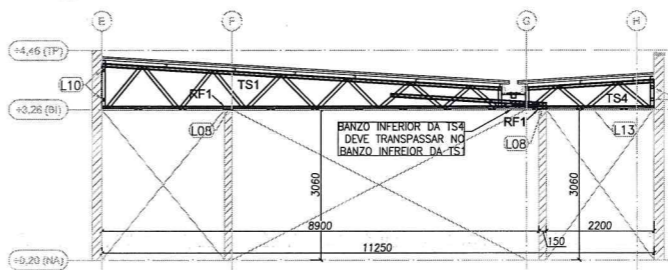 E F G H
+4,46 (TP)
L10 TS1 TS4
RF1 RF1
+3,26 (BI)
L08 L08 L13
BANZO INFERIOR DA TS4
DEVE TRANSPASSAR NO
BANZO INFREIOR DA TS1
3060 3060
8900 2200
150
11250
+0,20 (NA)